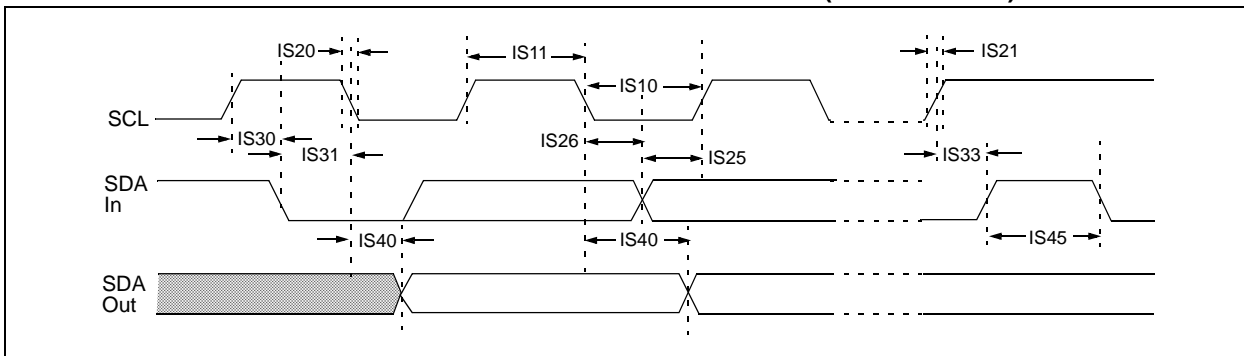 IS20
IS11
IS21
IS10
SCL
IS30
IS31
IS26
IS25
IS33
SDA
In
IS40
IS40
IS45
SDA
Out